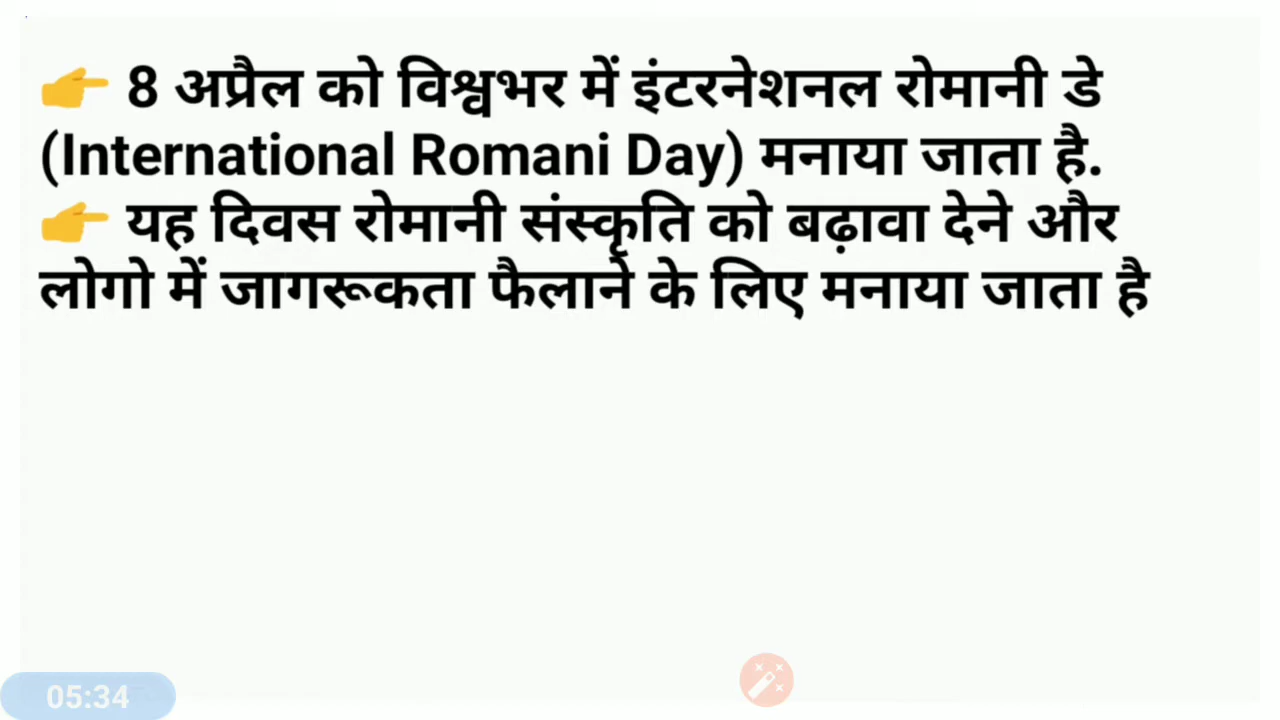 👉 8 अप्रैल को विश्वभर में इंटरनेशनल रोमानी डे
(International Romani Day) मनाया जाता है.
👉 यह दिवस रोमानी संस्कृति को बढ़ावा देने और
लोगो में जागरूकता फैलाने के लिए मनाया जाता है
05:34